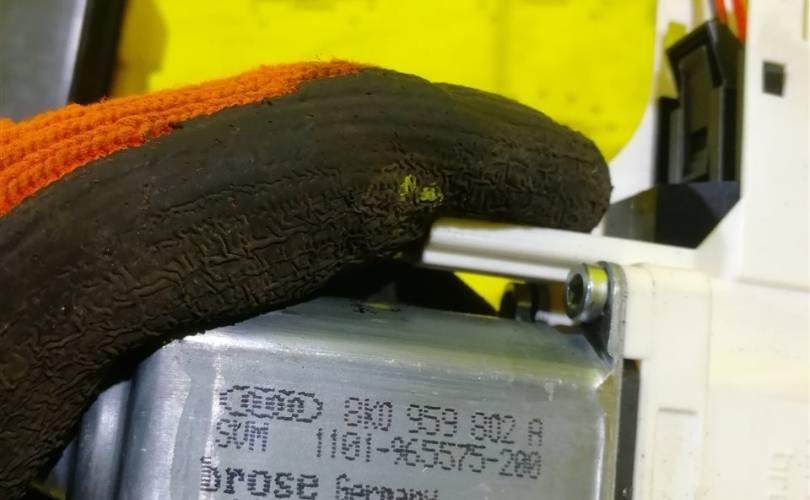 8K0 959 802 A
SVM 1101-965575-200
brose Germany